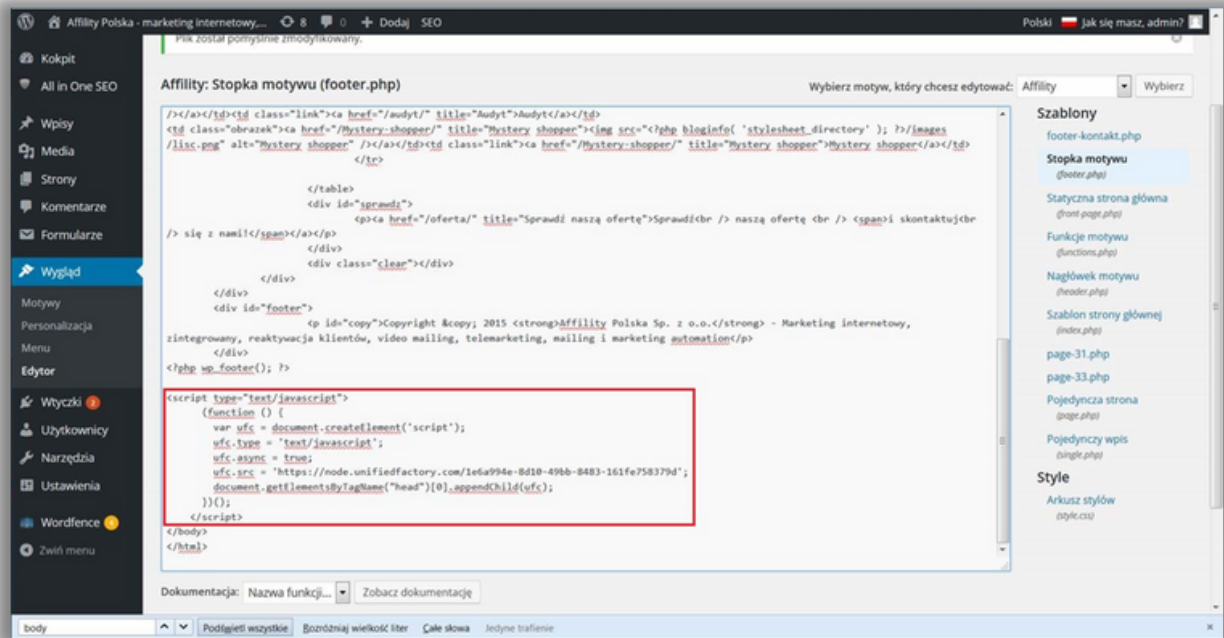 Affility Polska - marketing internetowy,... 8 0 + Dodaj SEO Polski Jak się masz, admin?
Plik został pomyślnie zmodyfikowany.
Kokpit
All in One SEO
Wpisy
Media
Strony
Komentarze
Formularze
Wygląd
Motywy
Personalizacja
Menu
Edytor
Wtyczki 2
Użytkownicy
Narzędzia
Ustawienia
Wordfence
Zwiń menu
Affility: Stopka motywu (footer.php)
Wybierz motyw, który chcesz edytować: Affility Wybierz
/></a></td><td class="link"><a href="/audyt/" title="Audyt">Audyt</a></td>
<td class="obrazek"><a href="/Mystery-shopper/" title="Mystery shopper"><img src="<?php bloginfo( 'stylesheet_directory' ); ?>/images
/lisc.png" alt="Mystery shopper" /></a></td><td class="link"><a href="/Mystery-shopper/" title="Mystery shopper">Mystery shopper</a></td>
</tr>
</table>
<div id="sprawdz">
<p><a href="/oferta/" title="Sprawdź naszą ofertę">Sprawdź<br /> naszą ofertę <br /> <span>i skontaktuj<br
/> się z nami!</span></a></p>
</div>
<div class="clear"></div>
</div>
</div>
<div id="footer">
<p id="copy">Copyright &copy; 2015 <strong>Affility Polska Sp. z o.o.</strong> - Marketing internetowy,
zintegrowany, reaktywacja klientów, video mailing, telemarketing, mailing i marketing automation</p>
</div>
<?php wp_footer(); ?>
<script type="text/javascript">
(function () {
var ufc = document.createElement('script');
ufc.type = 'text/javascript';
ufc.async = true;
ufc.src = 'https://node.unifiedfactory.com/1e6a994e-8d10-49bb-8483-161fe758379d';
document.getElementsByTagName("head")[0].appendChild(ufc);
})();
</script>
</body>
</html>
Szablony
footer-kontakt.php
Stopka motywu
(footer.php)
Statyczna strona główna
(front-page.php)
Funkcje motywu
(functions.php)
Nagłówek motywu
(header.php)
Szablon strony głównej
(index.php)
page-31.php
page-33.php
Pojedyncza strona
(page.php)
Pojedynczy wpis
(single.php)
Style
Arkusz stylów
(style.css)
Dokumentacja: Nazwa funkcji... Zobacz dokumentację
body Podświetl wszystkie Rozróżniaj wielkość liter Całe słowa Jedyne trafienie